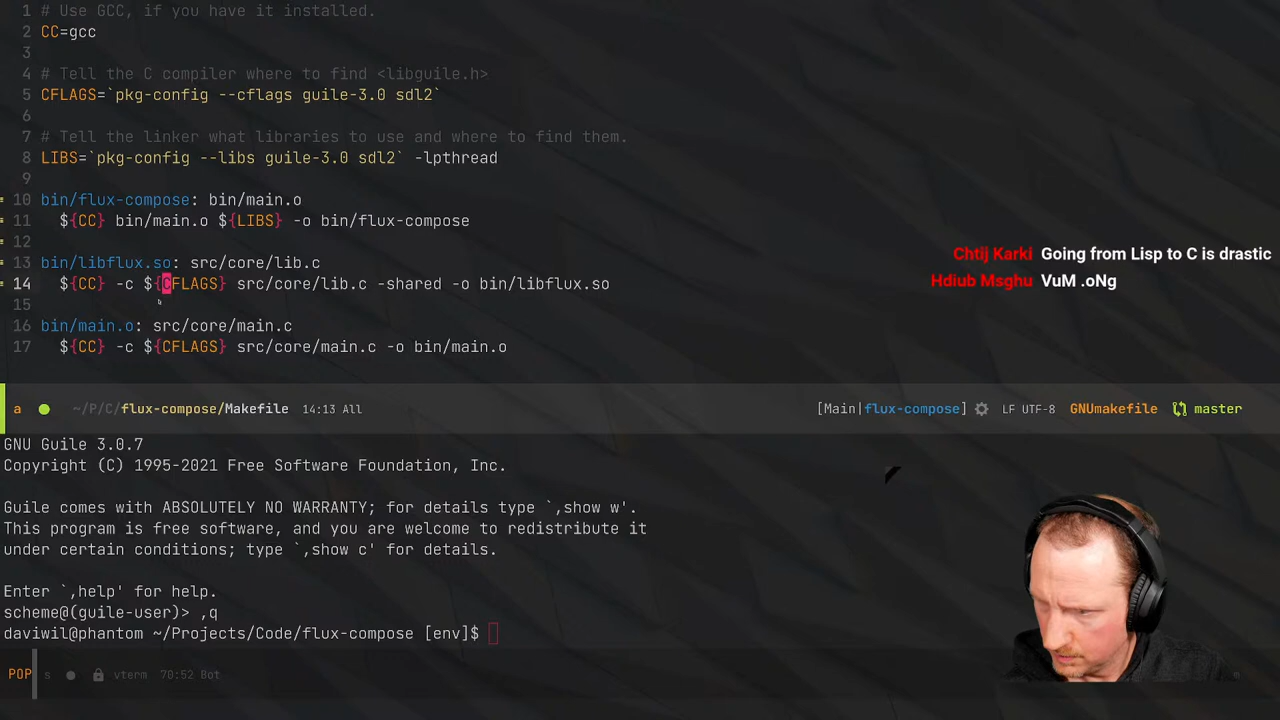 1 # Use GCC, if you have it installed.
2 CC=gcc
3
4 # Tell the C compiler where to find <libguile.h>
5 CFLAGS=`pkg-config --cflags guile-3.0 sdl2`
6
7 # Tell the linker what libraries to use and where to find them.
8 LIBS=`pkg-config --libs guile-3.0 sdl2` -lpthread
9
10 bin/flux-compose: bin/main.o
11 ${CC} bin/main.o ${LIBS} -o bin/flux-compose
12
13 bin/libflux.so: src/core/lib.c
14 ${CC} -c ${CFLAGS} src/core/lib.c -shared -o bin/libflux.so
15
16 bin/main.o: src/core/main.c
17 ${CC} -c ${CFLAGS} src/core/main.c -o bin/main.o
Chtij Karki Going from Lisp to C is drastic
Hdiub Msghu VuM .oNg
a ~/P/C/flux-compose/Makefile 14:13 All [Main|flux-compose] LF UTF-8 GNUmakefile master
GNU Guile 3.0.7
Copyright (C) 1995-2021 Free Software Foundation, Inc.
Guile comes with ABSOLUTELY NO WARRANTY; for details type `,show w'.
This program is free software, and you are welcome to redistribute it
under certain conditions; type `,show c' for details.
Enter `,help' for help.
scheme@(guile-user)> ,q
daviwil@phantom ~/Projects/Code/flux-compose [env]$
POP s vterm 70:52 Bot